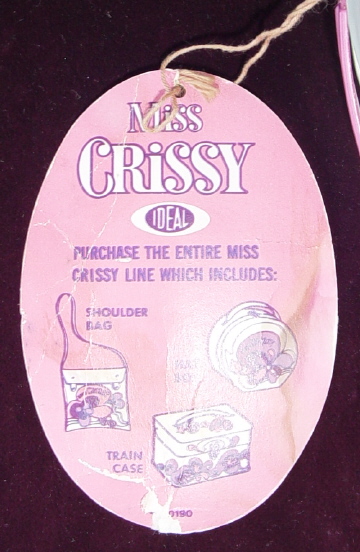 Miss
CRiSSY
IDEAL
PURCHASE THE ENTIRE MISS
CRISSY LINE WHICH INCLUDES:
SHOULDER
BAG
TRAIN
CASE